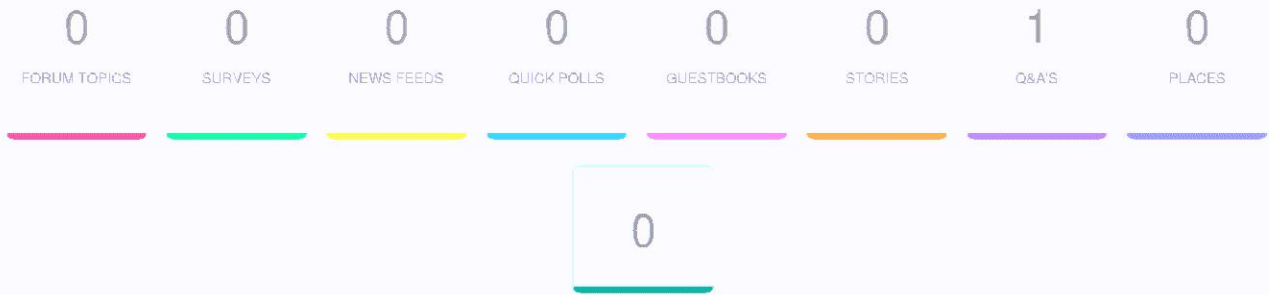 0 0 0 0 0 0 1 0
FORUM TOPICS SURVEYS NEWS FEEDS QUICK POLLS GUESTBOOKS STORIES Q&A'S PLACES
0